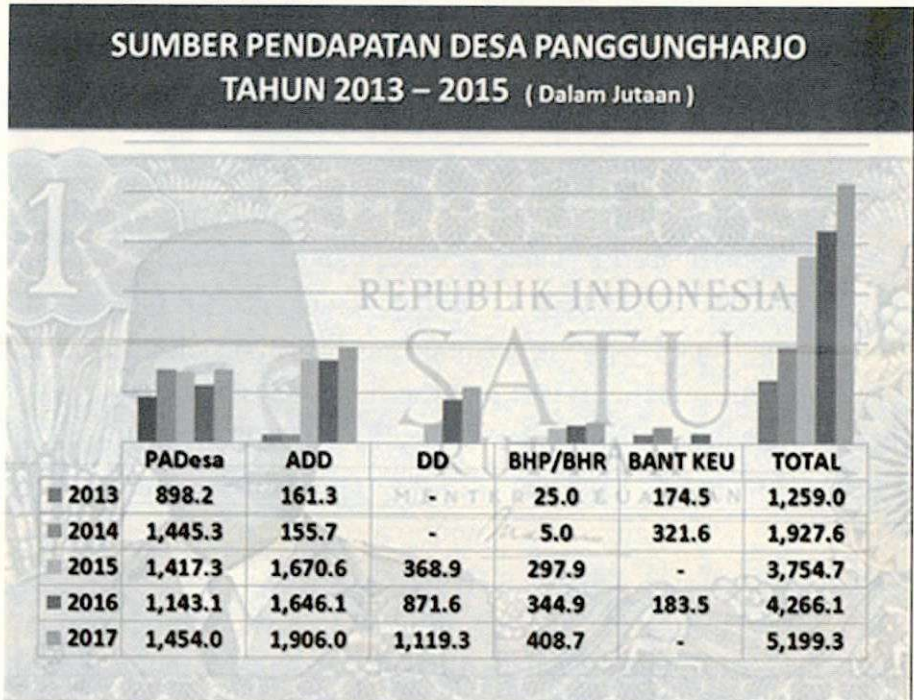 SUMBER PENDAPATAN DESA PANGGUNGHARJO
TAHUN 2013 – 2015 ( Dalam Jutaan )
1
REPUBLIK INDONESIA
SATU
PADesa ADD DD BHP/BHR BANT KEU TOTAL
2013 898.2 161.3 - 25.0 174.5 1,259.0
MENTERI KEUANGAN
2014 1,445.3 155.7 - 5.0 321.6 1,927.6
2015 1,417.3 1,670.6 368.9 297.9 - 3,754.7
2016 1,143.1 1,646.1 871.6 344.9 183.5 4,266.1
2017 1,454.0 1,906.0 1,119.3 408.7 - 5,199.3